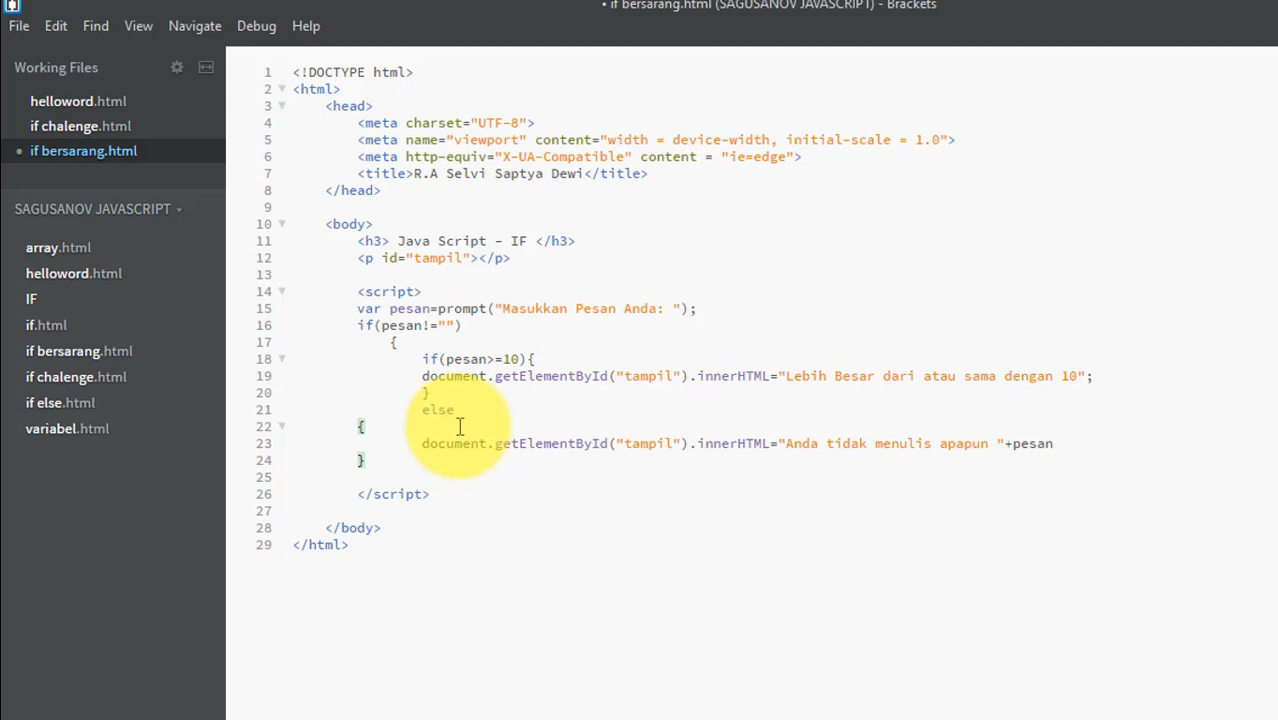 • if bersarang.html (SAGUSANOV JAVASCRIPT) - Brackets
File Edit Find View Navigate Debug Help
Working Files
helloword.html
if chalenge.html
• if bersarang.html
SAGUSANOV JAVASCRIPT
array.html
helloword.html
IF
if.html
if bersarang.html
if chalenge.html
if else.html
variabel.html
1 <!DOCTYPE html>
2 <html>
3 <head>
4 <meta charset="UTF-8">
5 <meta name="viewport" content="width = device-width, initial-scale = 1.0">
6 <meta http-equiv="X-UA-Compatible" content = "ie=edge">
7 <title>R.A Selvi Saptya Dewi</title>
8 </head>
9
10 <body>
11 <h3> Java Script - IF </h3>
12 <p id="tampil"></p>
13
14 <script>
15 var pesan=prompt("Masukkan Pesan Anda: ");
16 if(pesan!="")
17 {
18 if(pesan>=10){
19 document.getElementById("tampil").innerHTML="Lebih Besar dari atau sama dengan 10";
20 }
21 else
22 {
23 document.getElementById("tampil").innerHTML="Anda tidak menulis apapun "+pesan
24 }
25
26 </script>
27
28 </body>
29 </html>